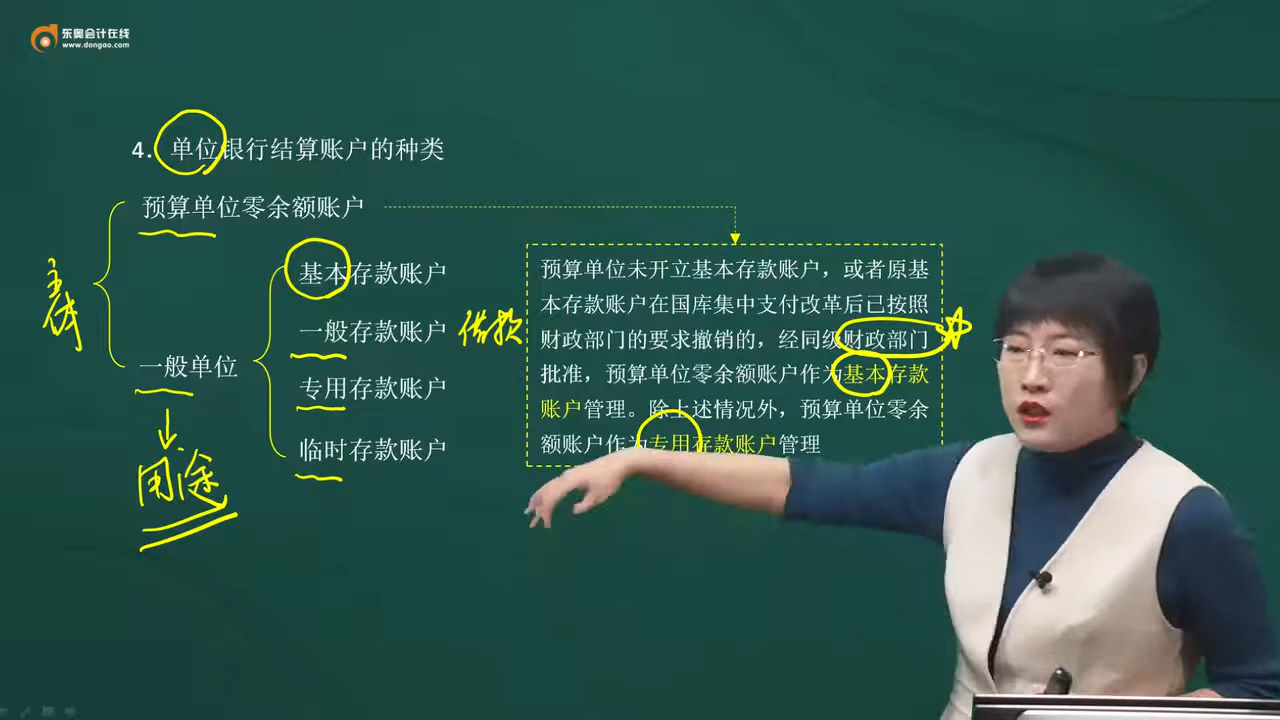 东奥会计在线
www.dongao.com
4. 单位银行结算账户的种类
预算单位零余额账户
基本存款账户
一般存款账户 借款
专用存款账户
临时存款账户
一般单位
用途
预算单位未开立基本存款账户，或者原基
本存款账户在国库集中支付改革后已按照
财政部门的要求撤销的，经同级财政部门
批准，预算单位零余额账户作为基本存款
账户管理。除上述情况外，预算单位零余
额账户作为专用存款账户管理